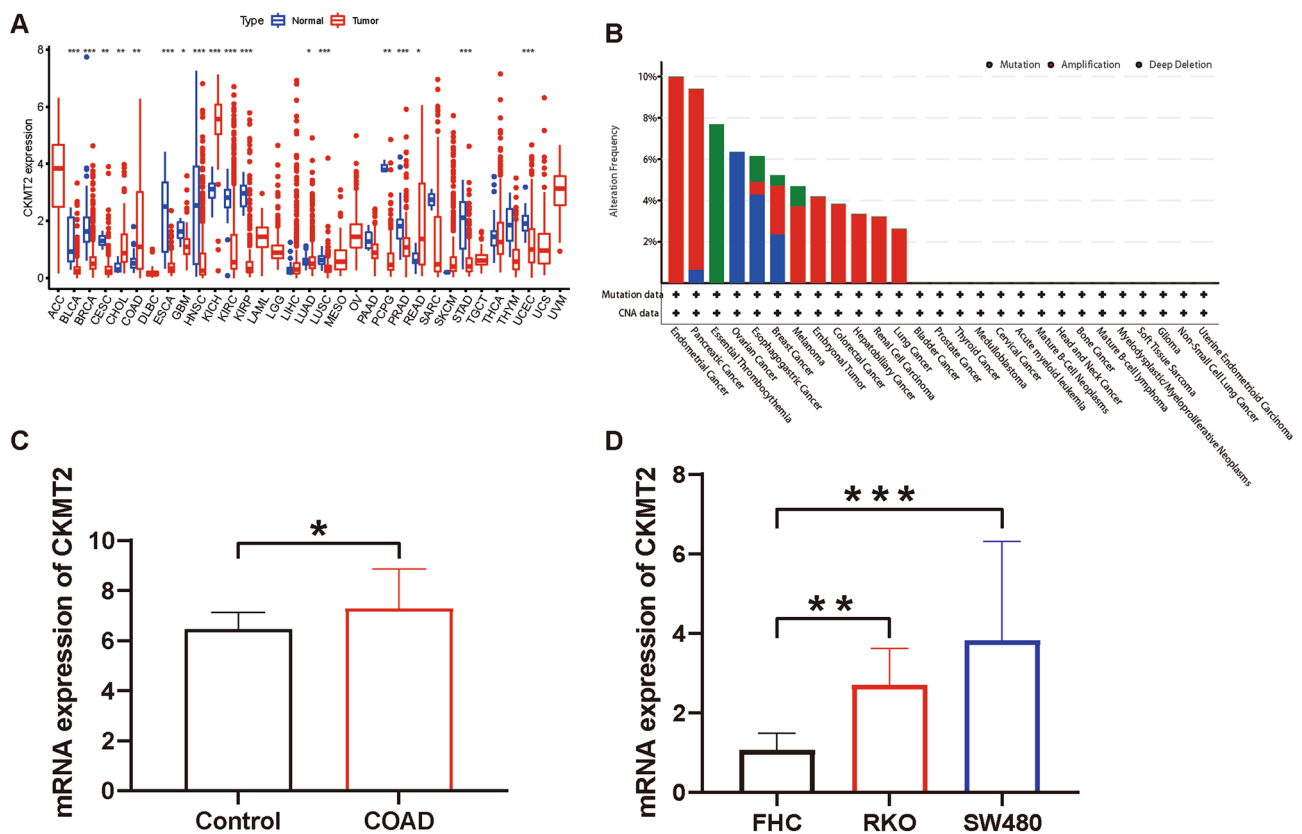 A
Type Normal Tumor
*** *** ** ** ** *** * *** *** *** *** * *** ** *** * *** ***
CKMT2 expression
8
6
4
2
0
ACC
BLCA
BRCA
CESC
CHOL
COAD
DLBC
ESCA
GBM
HNSC
KICH
KIRC
KIRP
LAML
LGG
LIHC
LUAD
LUSC
MESO
OV
PAAD
PCPG
PRAD
READ
SARC
SKCM
STAD
TGCT
THCA
THYM
UCEC
UCS
UVM
B
Mutation Amplification Deep Deletion
Alteration Frequency
10%
8%
6%
4%
2%
Mutation data + + + + + + + + + + + + + + + + + + + + + + + + + + +
CNA data + + + + + + + + + + + + + + + + + + + + + + + + + + +
Endometrial Cancer
Pancreatic Cancer
Essential Thrombocythemia
Ovarian Cancer
Esophagogastric Cancer
Breast Cancer
Melanoma
Embryonal Tumor
Colorectal Cancer
Hepatobiliary Cancer
Renal Cell Carcinoma
Lung Cancer
Bladder Cancer
Prostate Cancer
Thyroid Cancer
Medulloblastoma
Cervical Cancer
Acute myeloid leukemia
Mature B-Cell Neoplasms
Head and Neck Cancer
Bone Cancer
Mature B-cell lymphoma
Myelodysplastic/Myeloproliferative Neoplasms
Soft Tissue Sarcoma
Glioma
Non-Small Cell Lung Cancer
Uterine Endometrioid Carcinoma
C
mRNA expression of CKMT2
10
8
6
4
2
0
*
Control COAD
D
mRNA expression of CKMT2
8
6
4
2
0
***
**
FHC RKO SW480